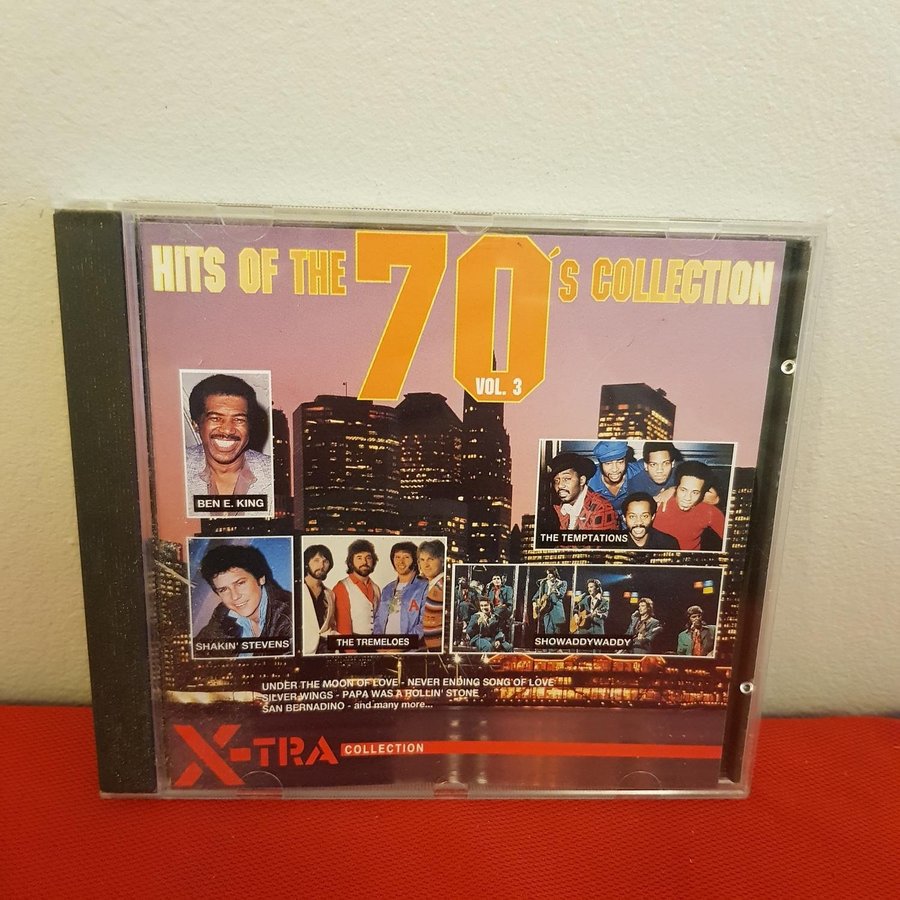 HITS OF THE 70´S COLLECTION
VOL. 3
BEN E. KING
THE TEMPTATIONS
SHAKIN' STEVENS
THE TREMELOES
SHOWADDYWADDY
UNDER THE MOON OF LOVE - NEVER ENDING SONG OF LOVE
SILVER WINGS - PAPA WAS A ROLLIN' STONE
SAN BERNADINO - and many more...
X-TRA COLLECTION